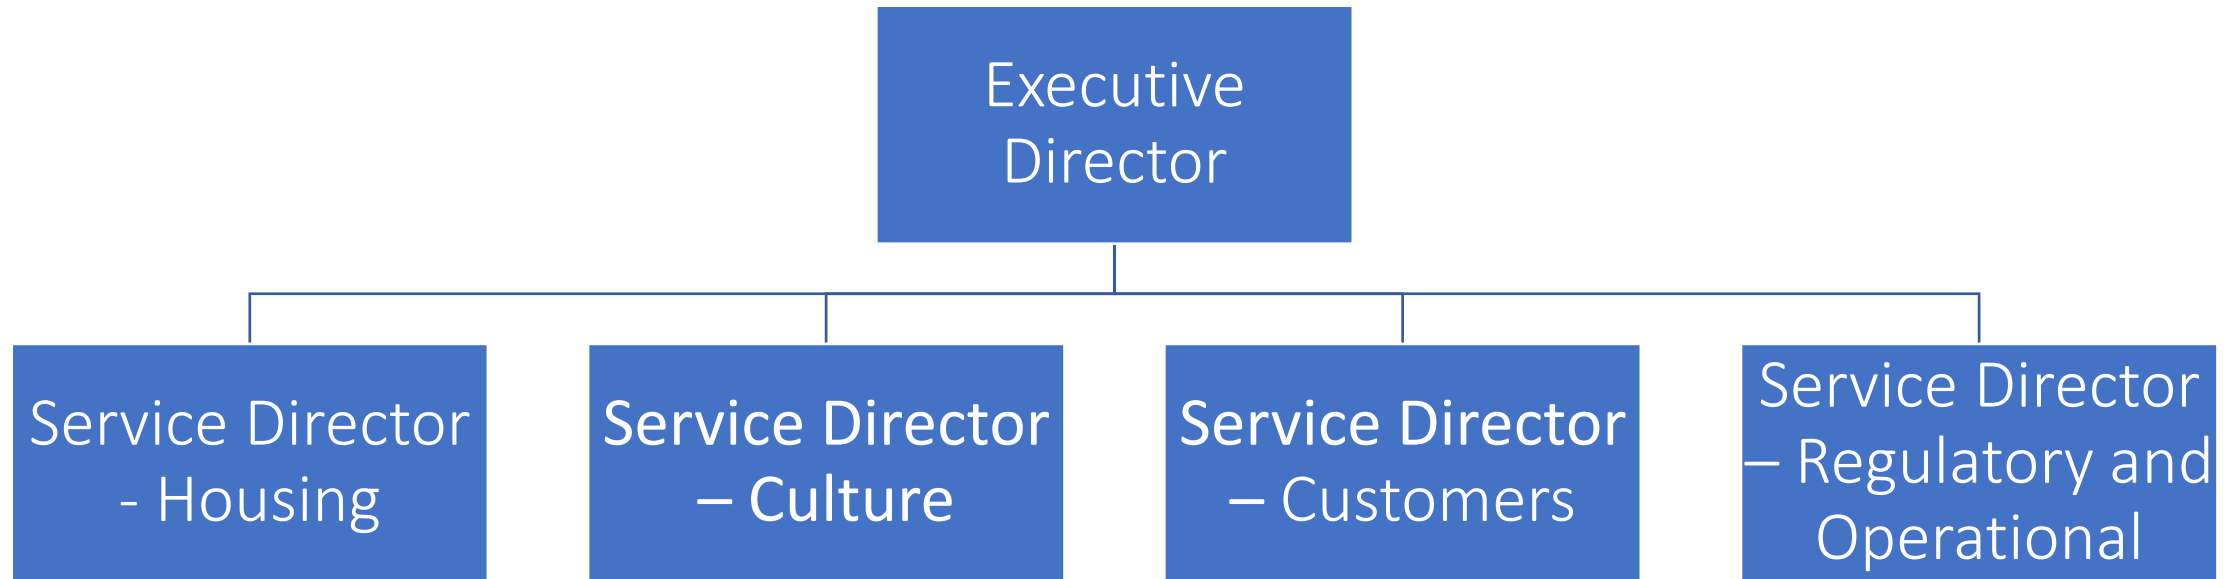 Executive
Director
Service Director
- Housing
Service Director
– Culture
Service Director
– Customers
Service Director
– Regulatory and
Operational